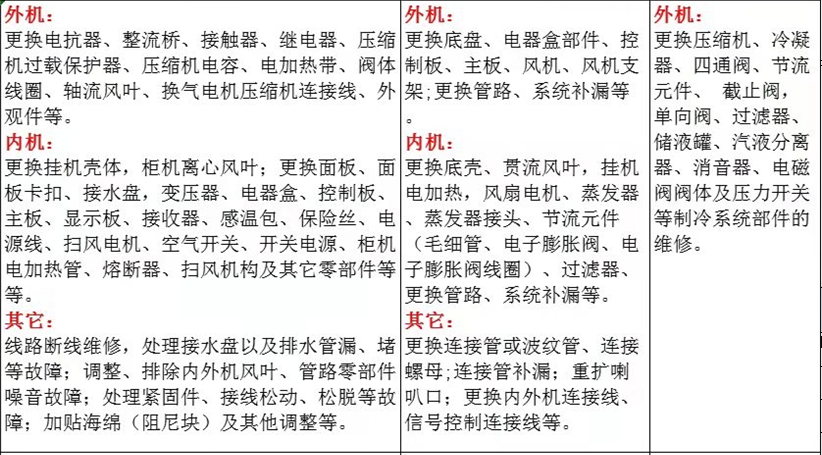 外机：
更换电抗器、整流桥、接触器、继电器、压缩
机过载保护器、压缩机电容、电加热带、阀体
线圈、轴流风叶、换气电机压缩机连接线、外
观件等。
内机：
更换挂机壳体，柜机离心风叶；更换面板、面
板卡扣、接水盘，变压器、电器盒、控制板、
主板、显示板、接收器、感温包、保险丝、电
源线、扫风电机、空气开关、开关电源、柜机
电加热管、熔断器、扫风机构及其它零部件等
等。
其它：
线路断线维修，处理接水盘以及排水管漏、堵
等故障；调整、排除内外机风叶、管路零部件
噪音故障；处理紧固件、接线松动、松脱等故
障；加贴海绵（阻尼块）及其他调整等。
外机：
更换底盘、电器盒部件、控
制板、主板、风机、风机支
架;更换管路、系统补漏等
。
内机：
更换底壳、贯流风叶，挂机
电加热，风扇电机、蒸发器
、蒸发器接头、节流元件
（毛细管、电子膨胀阀、电
子膨胀阀线圈）、过滤器、
更换管路、系统补漏等。
其它：
更换连接管或波纹管、连接
螺母;连接管补漏；重扩喇
叭口；更换内外机连接线、
信号控制连接线等。
外机：
更换压缩机、冷凝
器、四通阀、节流
元件、 截止阀，
单向阀、过滤器、
储液罐、汽液分离
器、消音器、电磁
阀阀体及压力开关
等制冷系统部件的
维修。